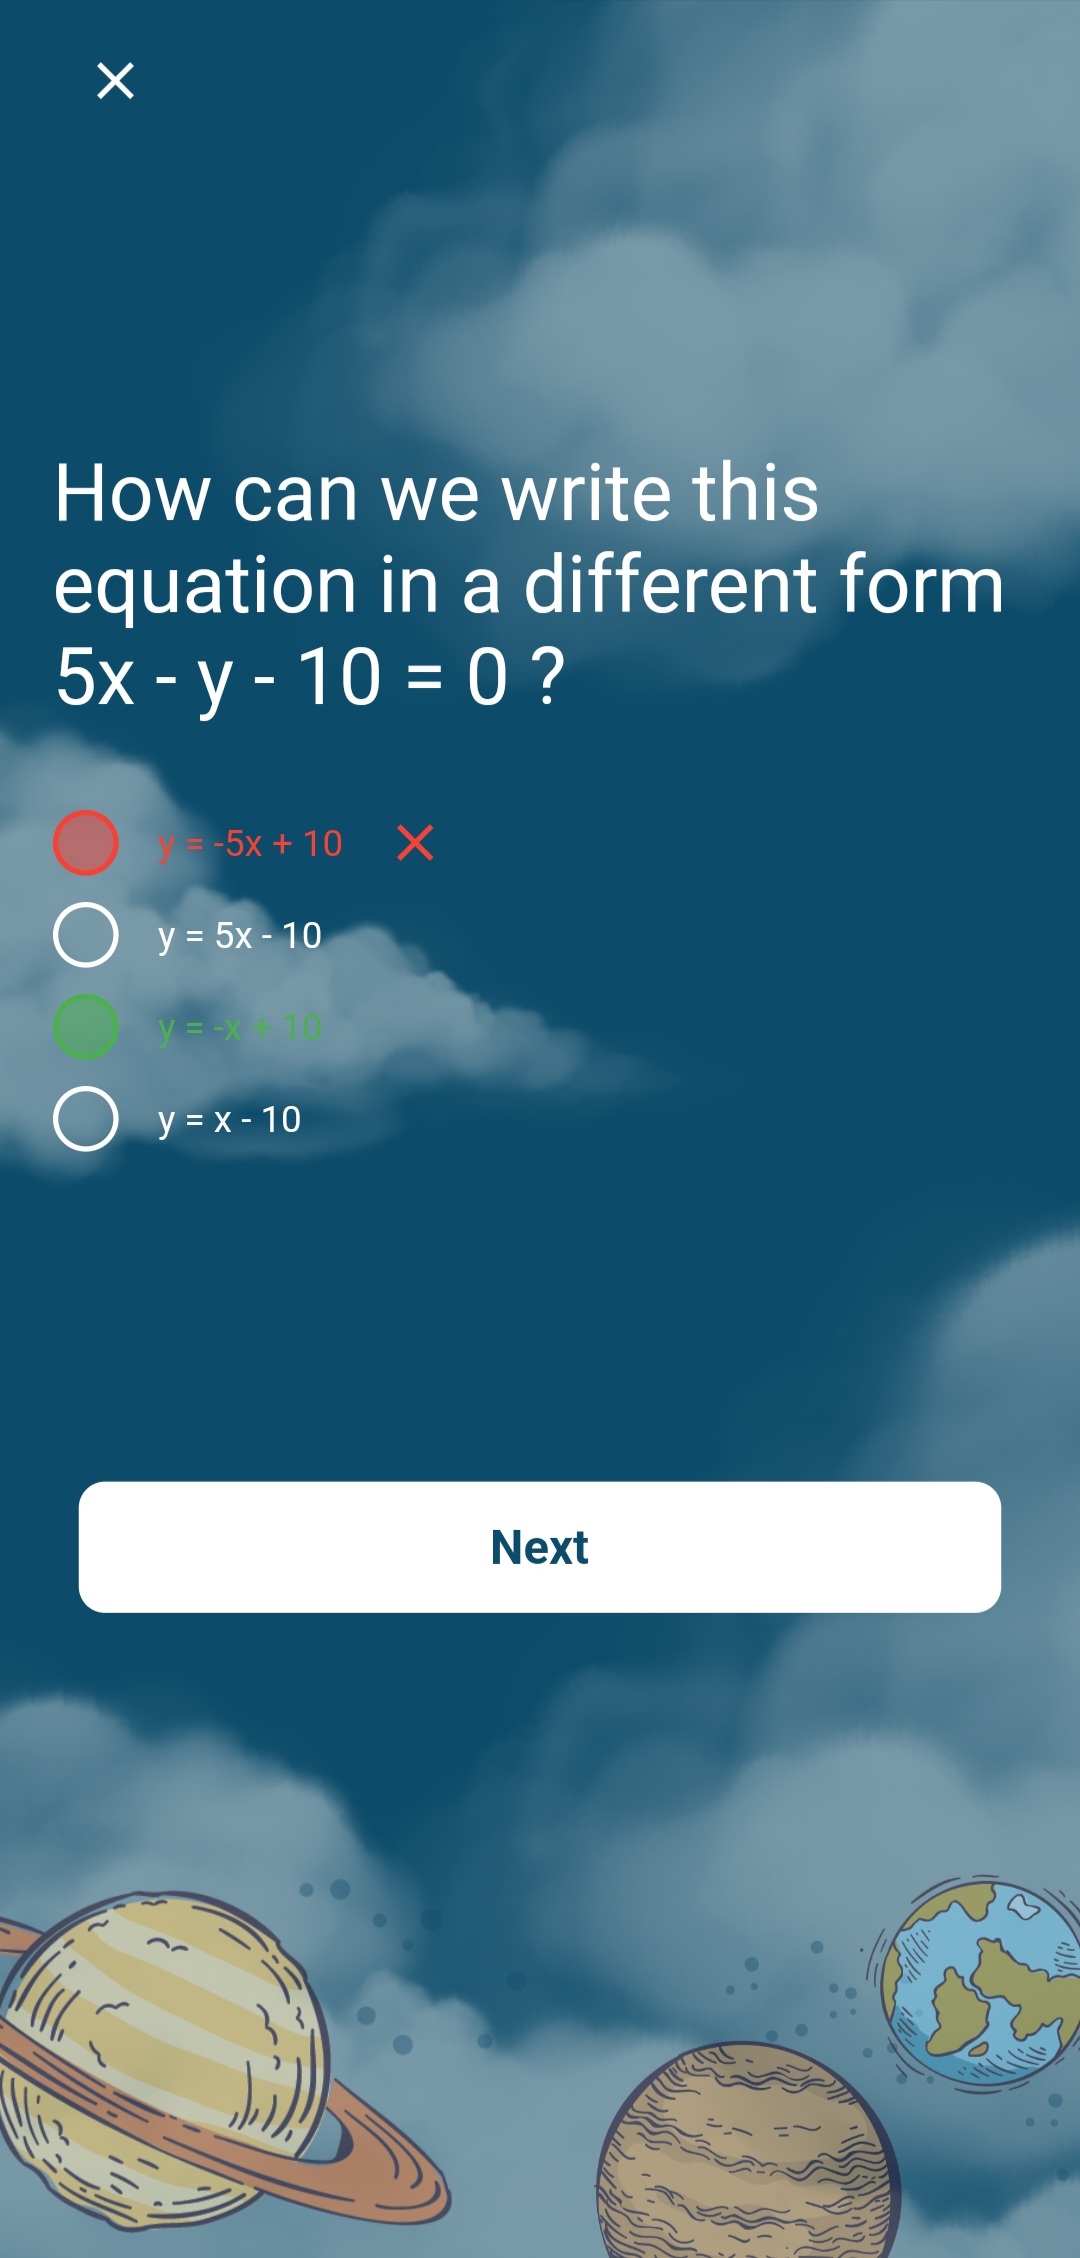 How can we write this
equation in a different form
5x - y - 10 = 0 ?
y = -5x + 10
y = 5x - 10
y = -x + 10
y = x - 10
Next